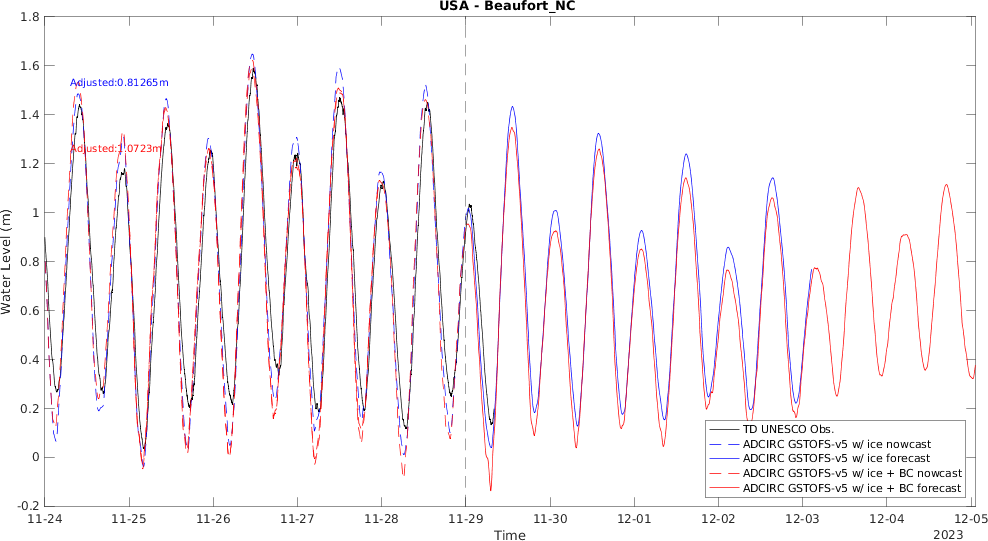 USA - Beaufort_NC
1.8
1.6
1.4
1.2
1
0.8
0.6
0.4
0.2
0
-0.2
Water Level (m)
Adjusted:0.81265m
Adjusted:1.0723m
TD UNESCO Obs.
ADCIRC GSTOFS-v5 w/ ice nowcast
ADCIRC GSTOFS-v5 w/ ice forecast
ADCIRC GSTOFS-v5 w/ ice + BC nowcast
ADCIRC GSTOFS-v5 w/ ice + BC forecast
11-24 11-25 11-26 11-27 11-28 11-29 11-30 12-01 12-02 12-03 12-04 12-05
Time
2023